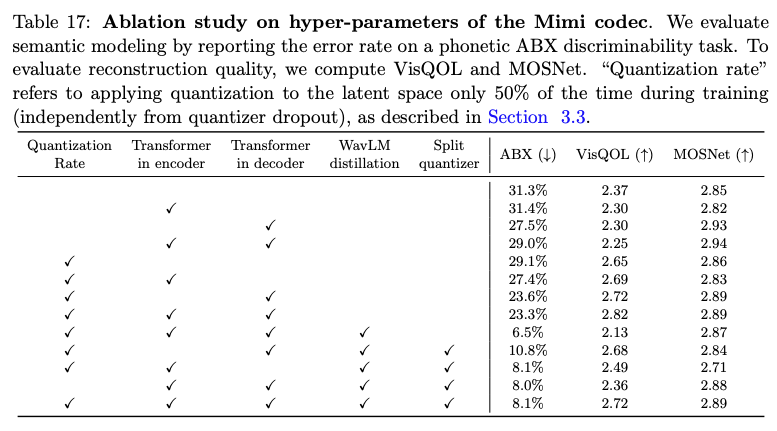 Table 17: Ablation study on hyper-parameters of the Mimi codec. We evaluate
semantic modeling by reporting the error rate on a phonetic ABX discriminability task. To
evaluate reconstruction quality, we compute VisQOL and MOSNet. “Quantization rate”
refers to applying quantization to the latent space only 50% of the time during training
(independently from quantizer dropout), as described in Section 3.3.
Quantization Rate | Transformer in encoder | Transformer in decoder | WavLM distillation | Split quantizer | ABX (↓) | VisQOL (↑) | MOSNet (↑)
| | | | | 31.3% | 2.37 | 2.85
| ✓ | | | | 31.4% | 2.30 | 2.82
| | ✓ | | | 27.5% | 2.30 | 2.93
| ✓ | ✓ | | | 29.0% | 2.25 | 2.94
✓ | | | | | 29.1% | 2.65 | 2.86
✓ | ✓ | | | | 27.4% | 2.69 | 2.83
✓ | | ✓ | | | 23.6% | 2.72 | 2.89
✓ | ✓ | ✓ | | | 23.3% | 2.82 | 2.89
✓ | ✓ | ✓ | ✓ | | 6.5% | 2.13 | 2.87
✓ | | ✓ | ✓ | ✓ | 10.8% | 2.68 | 2.84
✓ | ✓ | | ✓ | ✓ | 8.1% | 2.49 | 2.71
| ✓ | ✓ | ✓ | ✓ | 8.0% | 2.36 | 2.88
✓ | ✓ | ✓ | ✓ | ✓ | 8.1% | 2.72 | 2.89